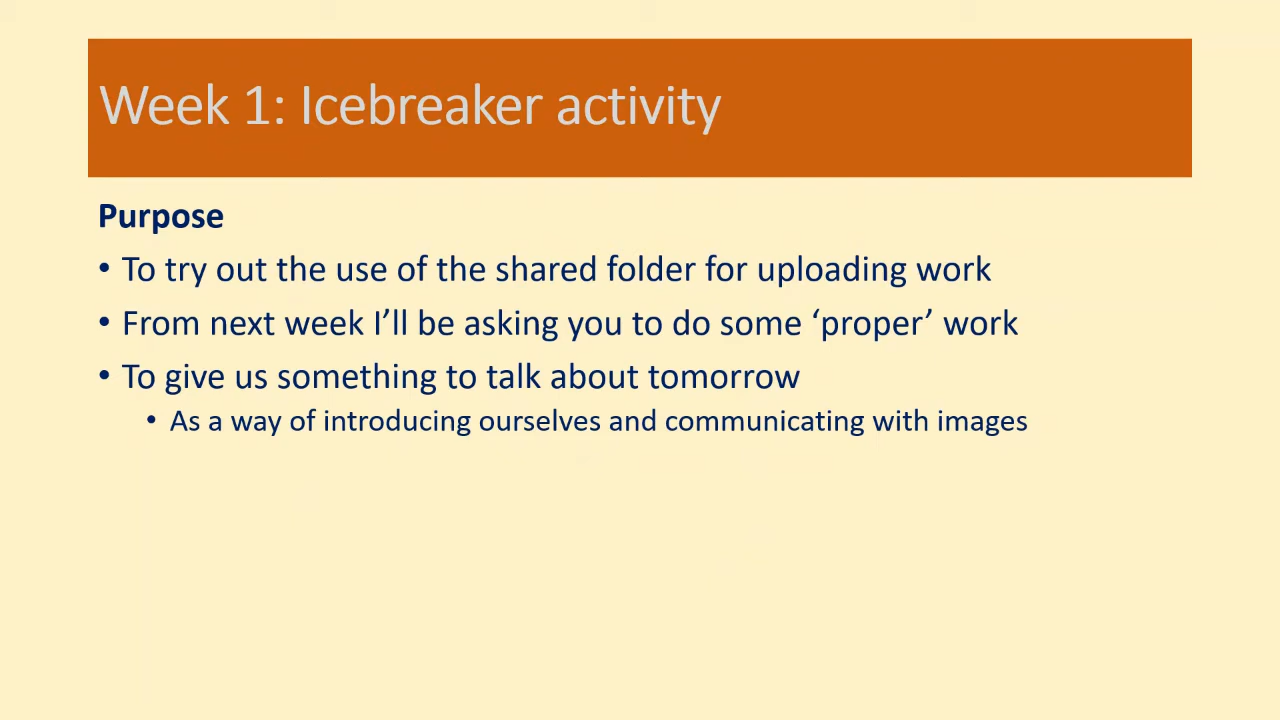 Week 1: Icebreaker activity
Purpose
• To try out the use of the shared folder for uploading work
• From next week I’ll be asking you to do some ‘proper’ work
• To give us something to talk about tomorrow
• As a way of introducing ourselves and communicating with images